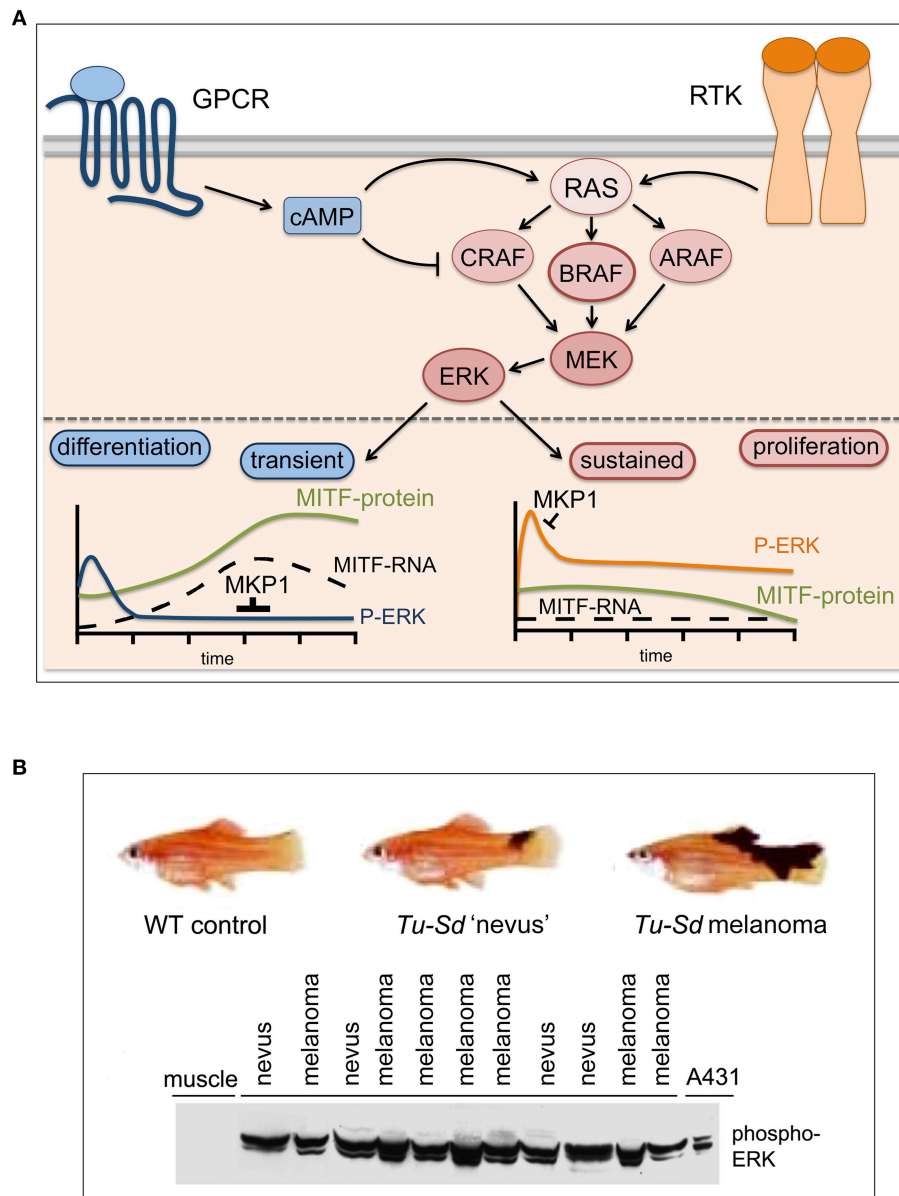 A
GPCR
RTK
cAMP
RAS
CRAF
BRAF
ARAF
MEK
ERK
differentiation
transient
sustained
proliferation
MITF-protein
MITF-RNA
MKP1
P-ERK
time
MKP1
P-ERK
MITF-protein
MITF-RNA
time
B
WT control
Tu-Sd ‘nevus’
Tu-Sd melanoma
muscle
nevus
melanoma
nevus
melanoma
melanoma
melanoma
melanoma
nevus
nevus
melanoma
melanoma
A431
phospho-
ERK